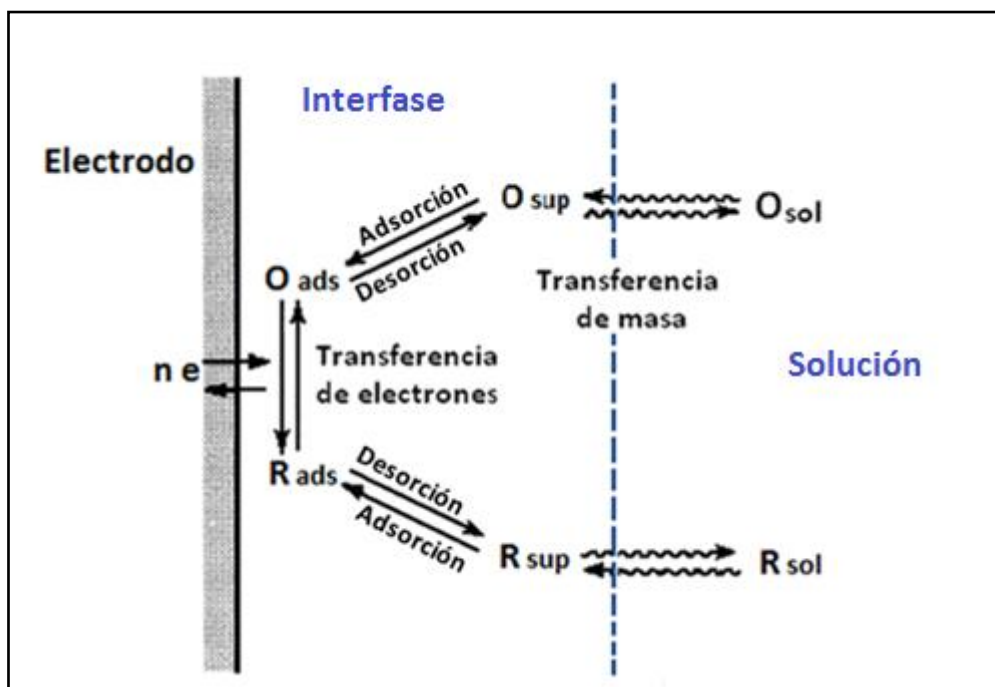 Interfase
Electrodo
Adsorción
O sup
O sol
Desorción
O ads
Transferencia
de masa
n e
Transferencia
de electrones
Solución
R ads
Desorción
Adsorción
R sup
R sol